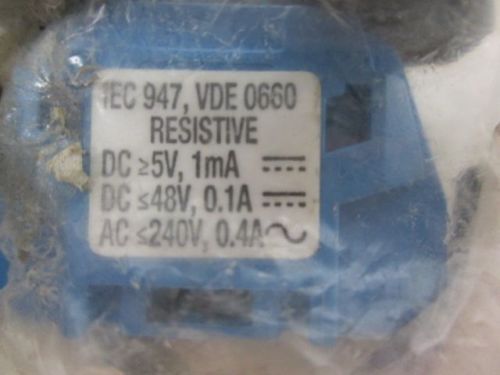 IEC 947, VDE 0660
RESISTIVE
DC ≥5V, 1mA ⎓
DC ≤48V, 0.1A ⎓
AC ≤240V, 0.4A ∼